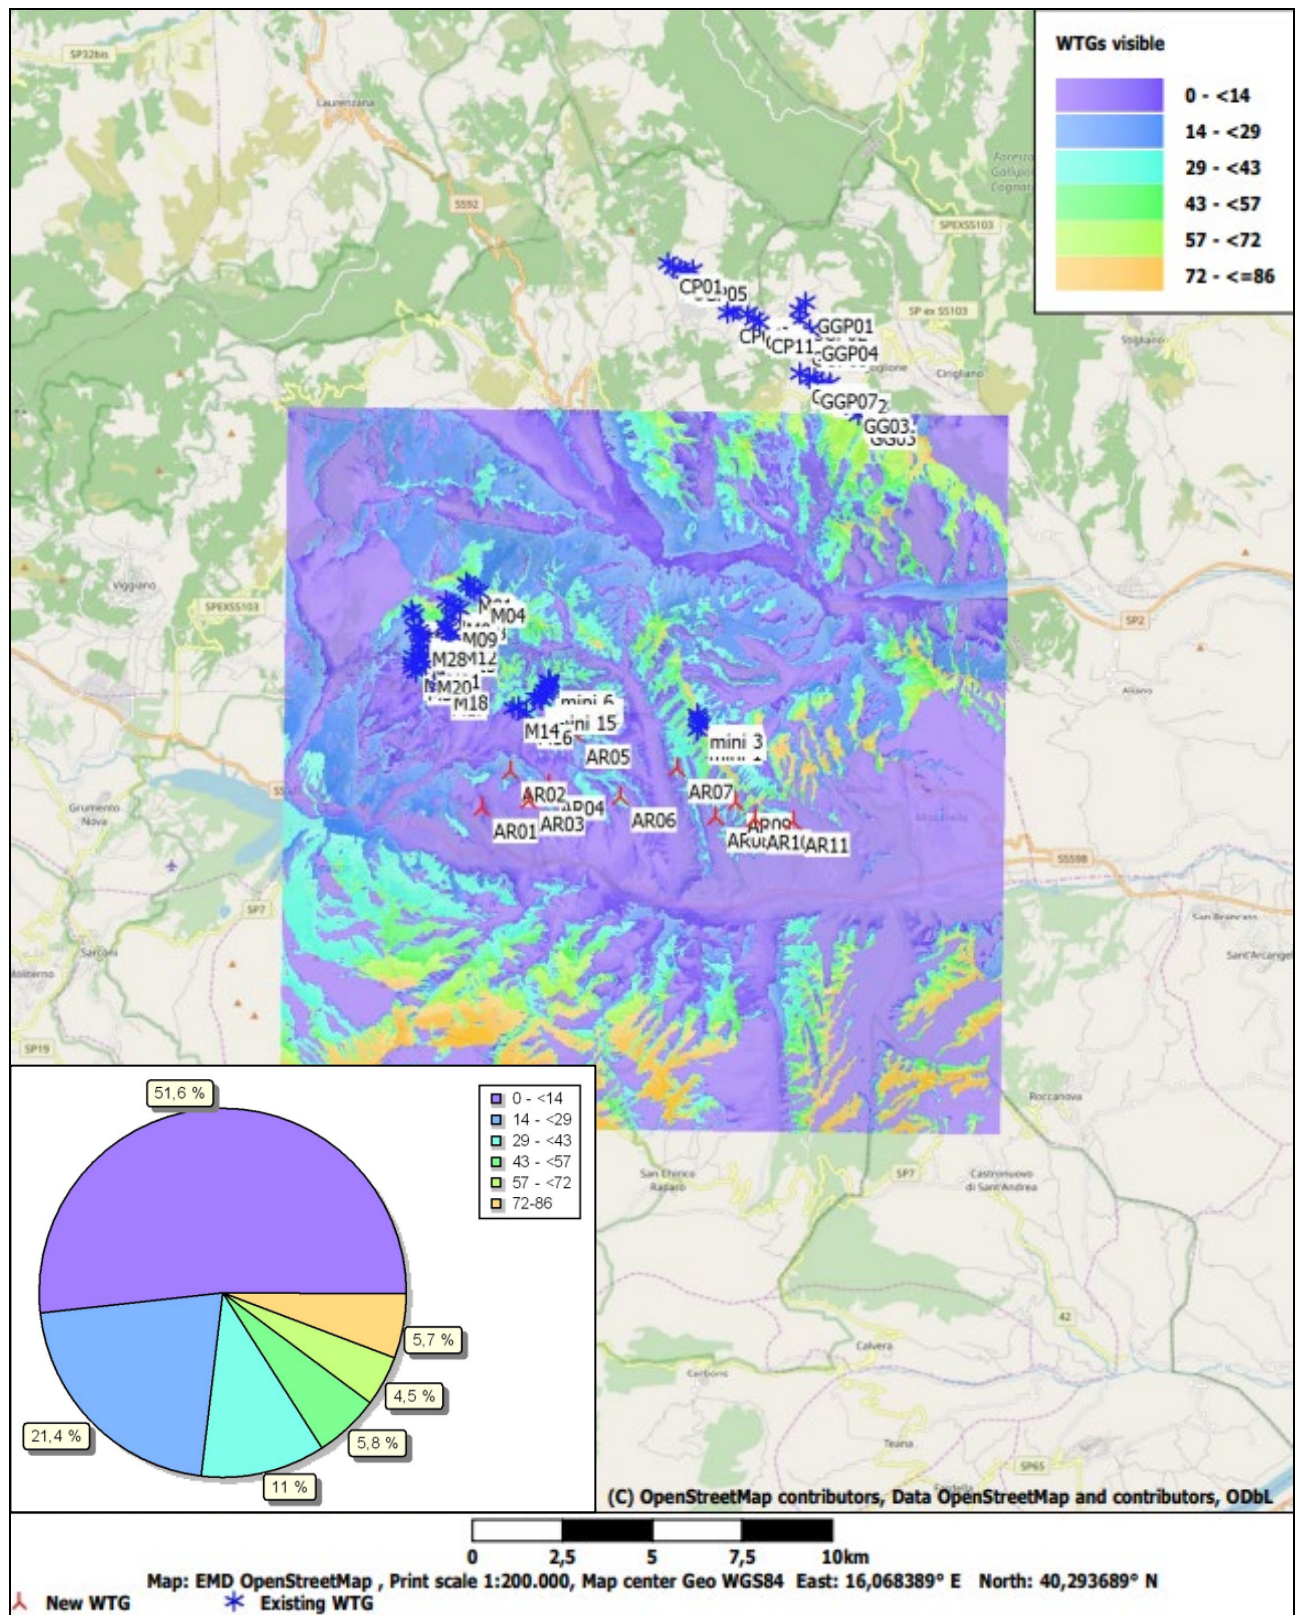 WTGs visible
0 - <14
14 - <29
29 - <43
43 - <57
57 - <72
72 - <=86
SP32bis
Laurenzana
SS92
SPEXSS103
SP ex SS103
Stigliano
Cirigliano
CP01
CP11
GGP01
GGP04
GGP07
GG03
Viggiano
SPEXSS103
SP2
Aliano
M04
M09
M28
M12
M20
M18
mini 6
mini 15
M14
mini 3
AR05
AR02
AR04
AR07
AR01
AR03
AR06
AR10
AR11
Grumento
Nova
SS598
SP7
Sarconi
San Brancato
Sant'Arcangel
SP19
Roccanova
San Chirico
Raparo
SP7
Castronuovo
di Sant'Andrea
42
Calvera
Carbone
Teana
SP65
Fardella
51,6 %
0 - <14
14 - <29
29 - <43
43 - <57
57 - <72
72-86
5,7 %
4,5 %
5,8 %
11 %
21,4 %
(C) OpenStreetMap contributors, Data OpenStreetMap and contributors, ODbL
0 2,5 5 7,5 10km
Map: EMD OpenStreetMap , Print scale 1:200.000, Map center Geo WGS84 East: 16,068389° E North: 40,293689° N
New WTG Existing WTG